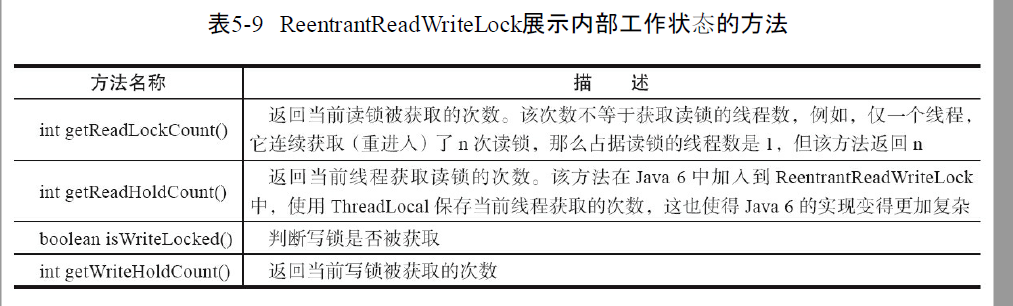 表5-9 ReentrantReadWriteLock展示内部工作状态的方法
方法名称 描 述
int getReadLockCount() 返回当前读锁被获取的次数。该次数不等于获取读锁的线程数，例如，仅一个线程，
它连续获取（重进入）了 n 次读锁，那么占据读锁的线程数是 1，但该方法返回 n
int getReadHoldCount() 返回当前线程获取读锁的次数。该方法在 Java 6 中加入到 ReentrantReadWriteLock
中，使用 ThreadLocal 保存当前线程获取的次数，这也使得 Java 6 的实现变得更加复杂
boolean isWriteLocked() 判断写锁是否被获取
int getWriteHoldCount() 返回当前写锁被获取的次数